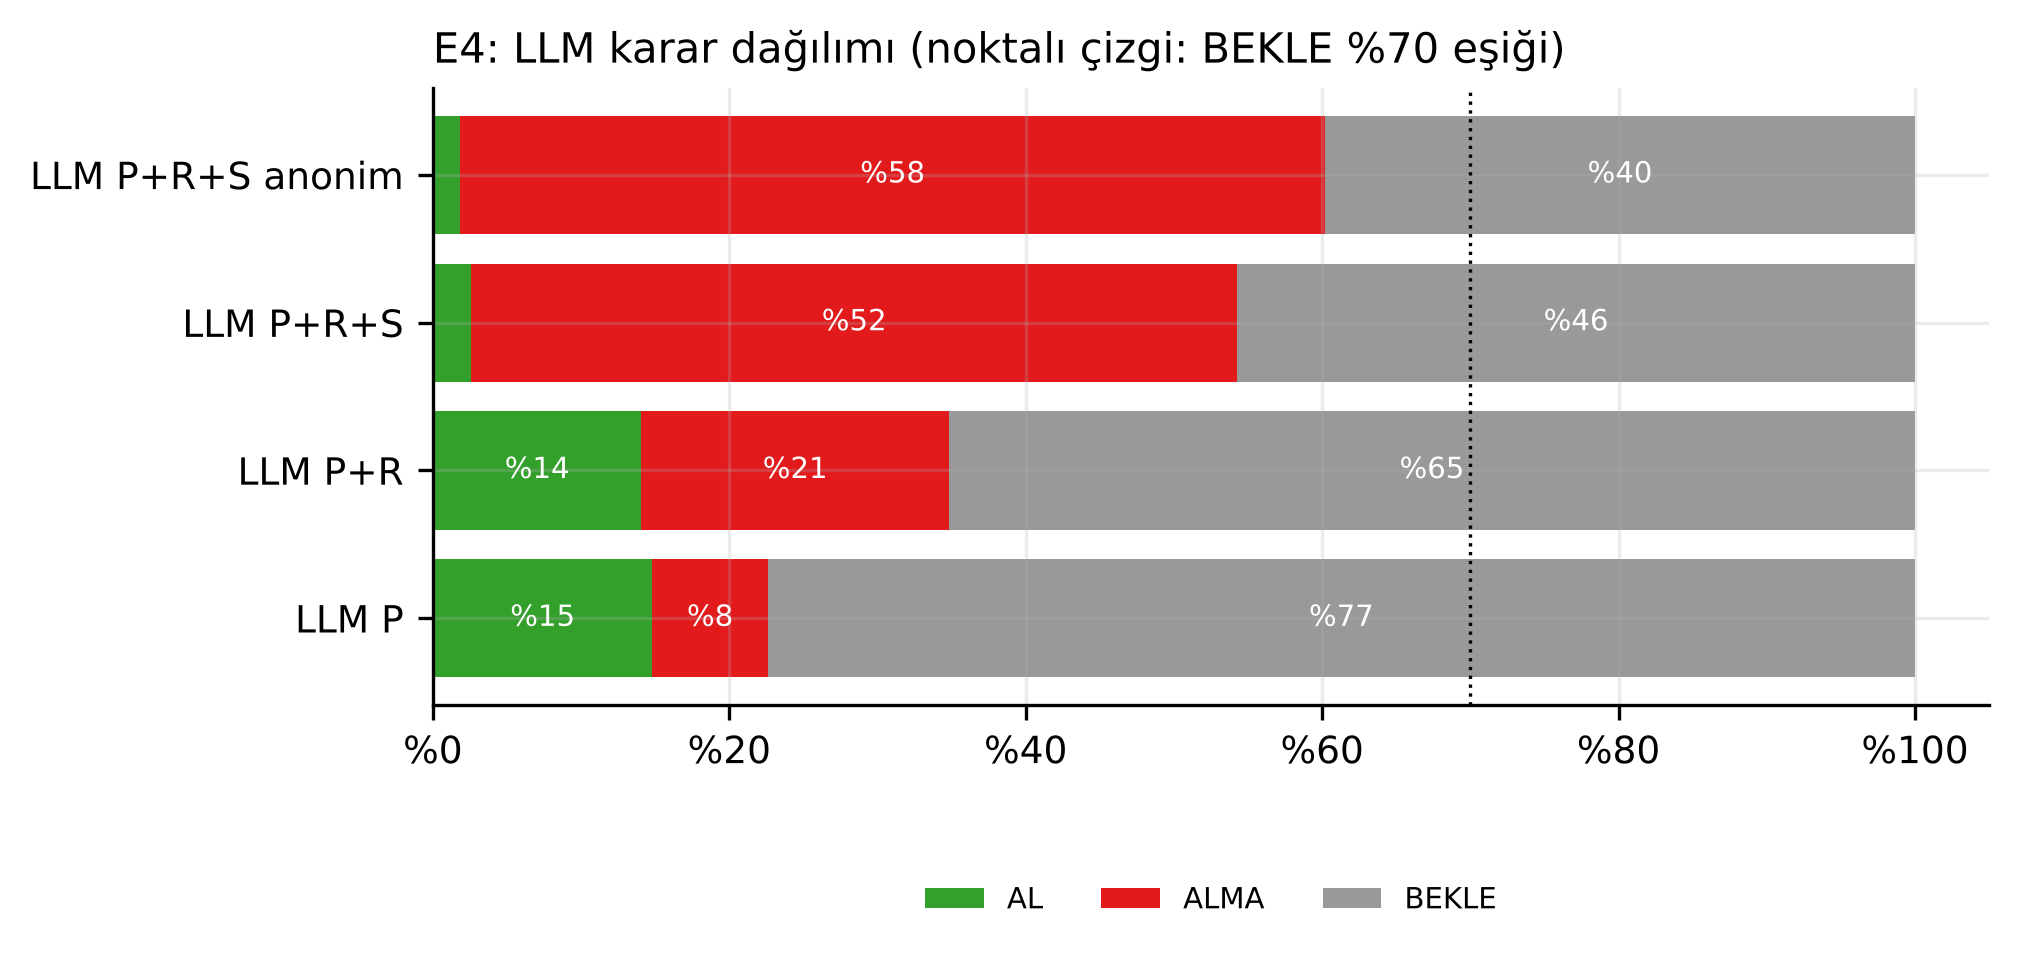 E4: LLM karar dağılımı (noktalı çizgi: BEKLE %70 eşiği)
LLM P+R+S anonim
%58
%40
LLM P+R+S
%52
%46
LLM P+R
%14
%21
%65
LLM P
%15
%8
%77
%0 %20 %40 %60 %80 %100
AL ALMA BEKLE